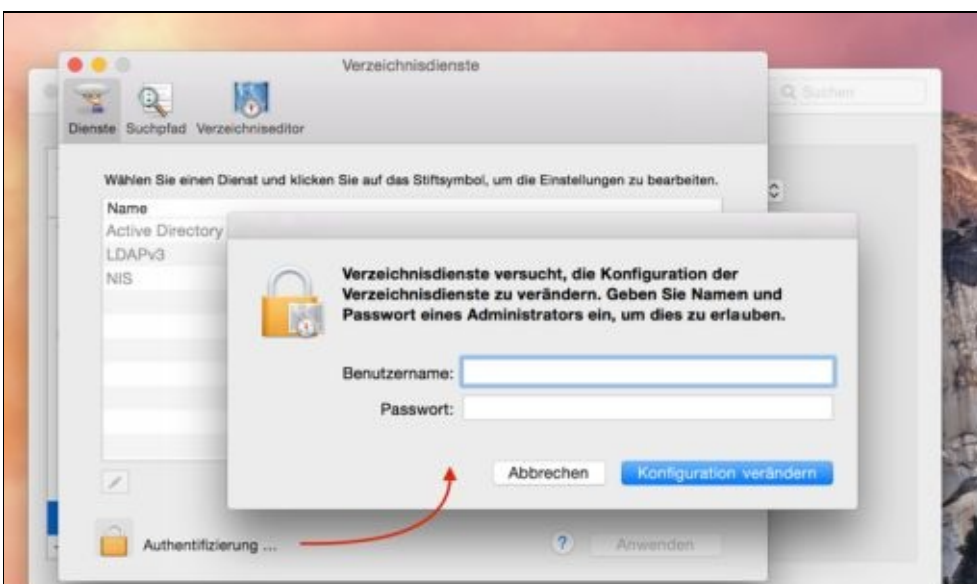 Verzeichnisdienste
Suchen
Dienste Suchpfad Verzeichniseditor
Wählen Sie einen Dienst und klicken Sie auf das Stiftsymbol, um die Einstellungen zu bearbeiten.
Name
Active Directory
LDAPv3
NIS
Verzeichnisdienste versucht, die Konfiguration der
Verzeichnisdienste zu verändern. Geben Sie Namen und
Passwort eines Administrators ein, um dies zu erlauben.
Benutzername:
Passwort:
Abbrechen Konfiguration verändern
Authentifizierung ... ? Anwenden